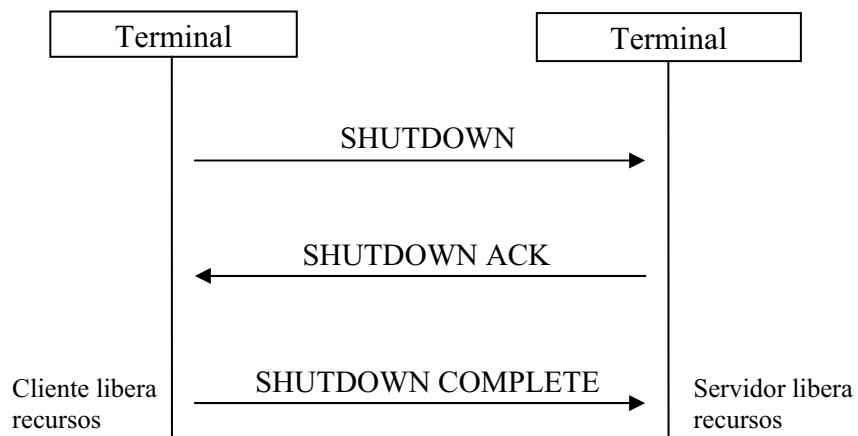 Terminal
Terminal
SHUTDOWN
SHUTDOWN ACK
SHUTDOWN COMPLETE
Cliente libera
recursos
Servidor libera
recursos